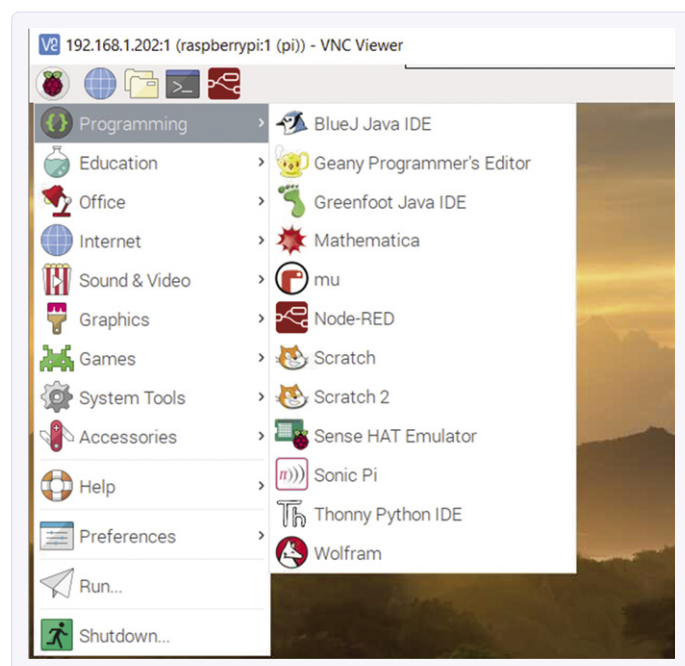 192.168.1.202:1 (raspberrypi:1 (pi)) - VNC Viewer
Programming
Education
Office
Internet
Sound & Video
Graphics
Games
System Tools
Accessories
Help
Preferences
Run...
Shutdown...
BlueJ Java IDE
Geany Programmer's Editor
Greenfoot Java IDE
Mathematica
mu
Node-RED
Scratch
Scratch 2
Sense HAT Emulator
Sonic Pi
Thonny Python IDE
Wolfram